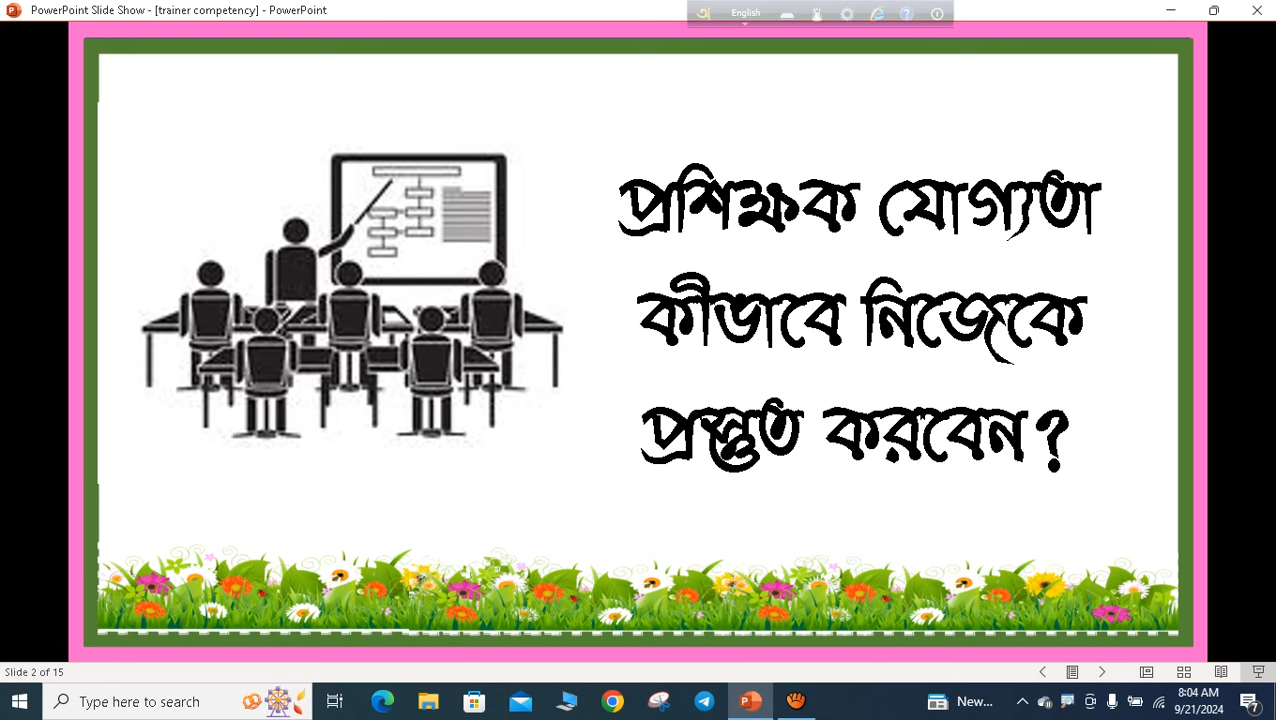 PowerPoint Slide Show - [trainer competency] - PowerPoint
English
প্রশিক্ষক যোগ্যতা
কীভাবে নিজেকে
প্রস্তুত করবেন?
Slide 2 of 15
Type here to search
New...
8:04 AM
9/21/2024
7